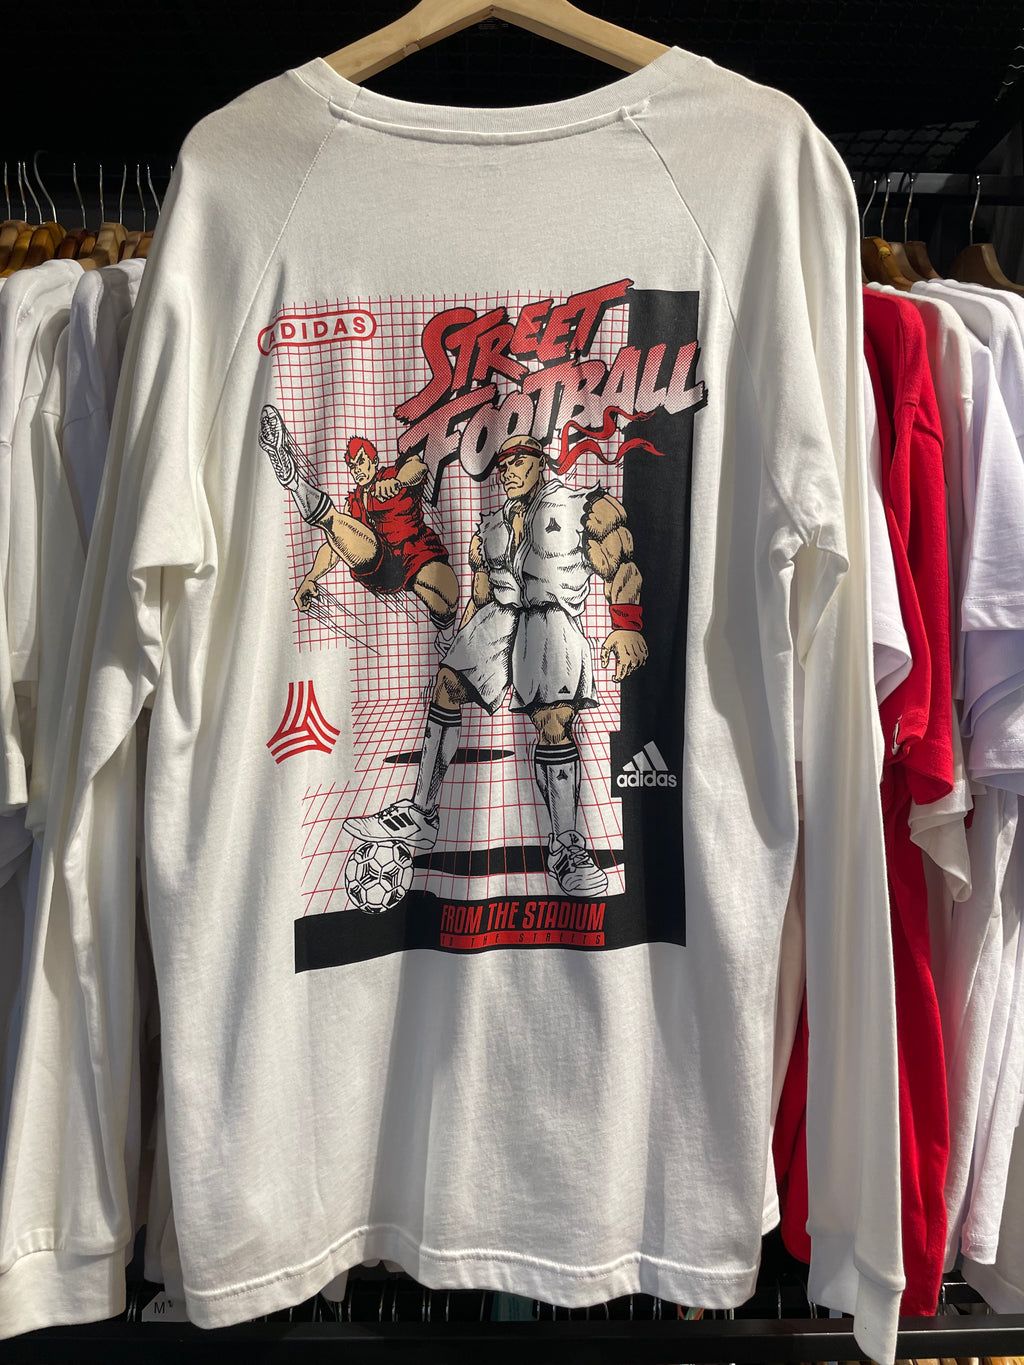 ADIDAS
STREET
FOOTBALL
adidas
FROM THE STADIUM
TO THE STREETS
M